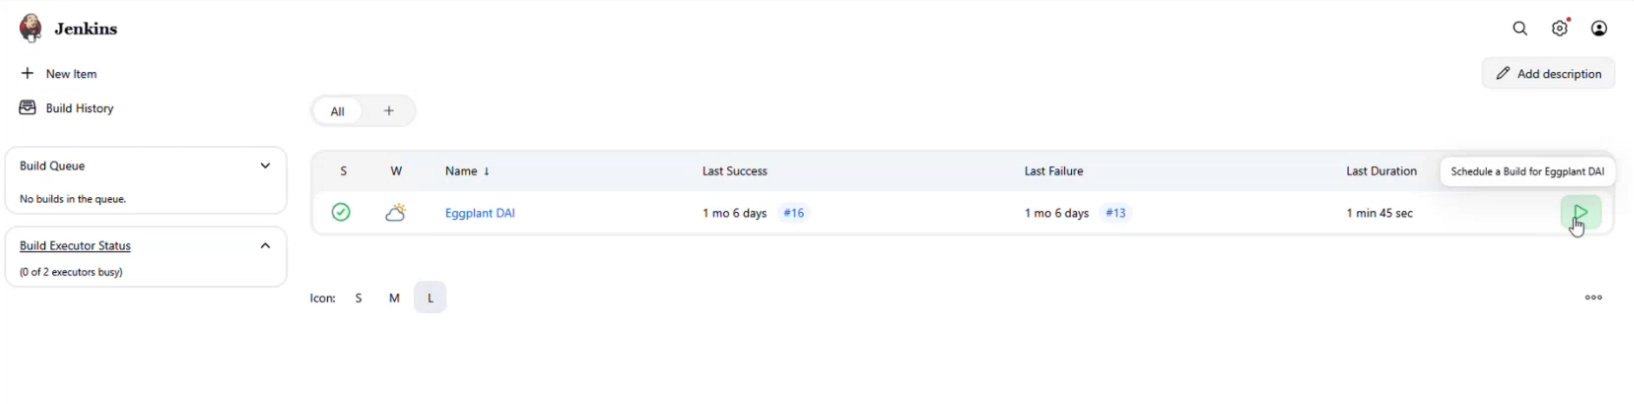 Jenkins
New Item
Add description
Build History
All +
Build Queue
No builds in the queue.
Build Executor Status
(0 of 2 executors busy)
S W Name ↓ Last Success Last Failure Last Duration
Schedule a Build for Eggplant DAI
Eggplant DAI 1 mo 6 days #16 1 mo 6 days #13 1 min 45 sec
Icon: S M L